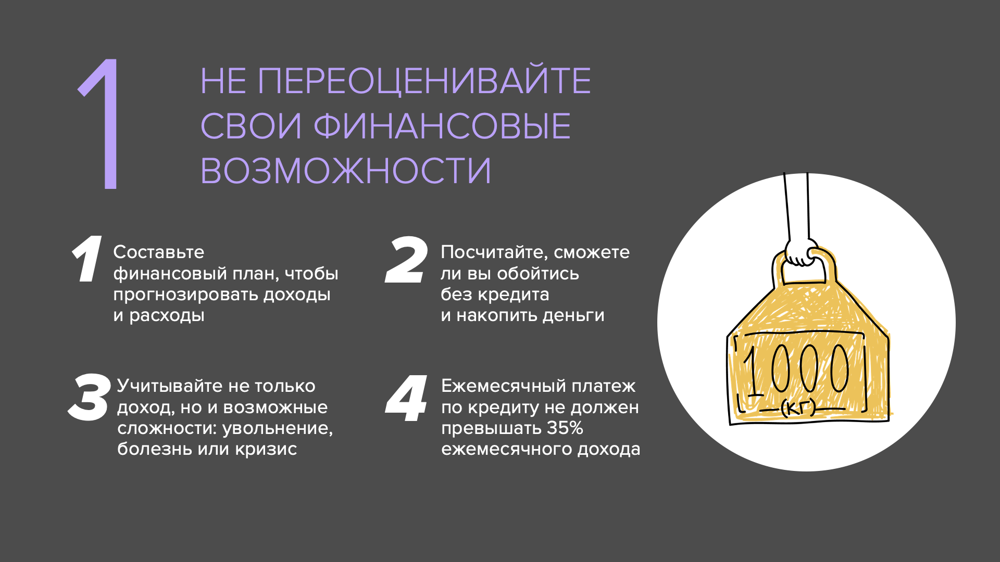 1
НЕ ПЕРЕОЦЕНИВАЙТЕ
СВОИ ФИНАНСОВЫЕ
ВОЗМОЖНОСТИ
1
Составьте
финансовый план, чтобы
прогнозировать доходы
и расходы
2
Посчитайте, сможете
ли вы обойтись
без кредита
и накопить деньги
3
Учитывайте не только
доход, но и возможные
сложности: увольнение,
болезнь или кризис
4
Ежемесячный платеж
по кредиту не должен
превышать 35%
ежемесячного дохода
1000
(кг)